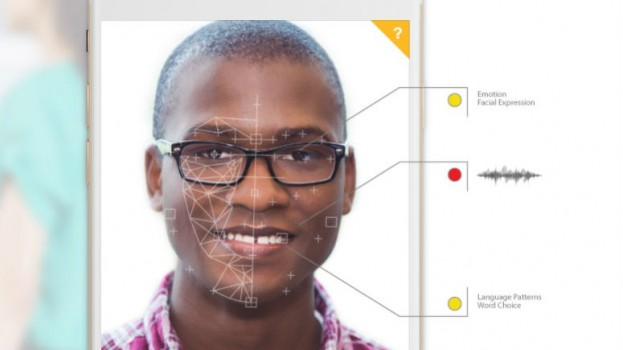 ?
Emotion
Facial Expression
Language Patterns
Word Choice